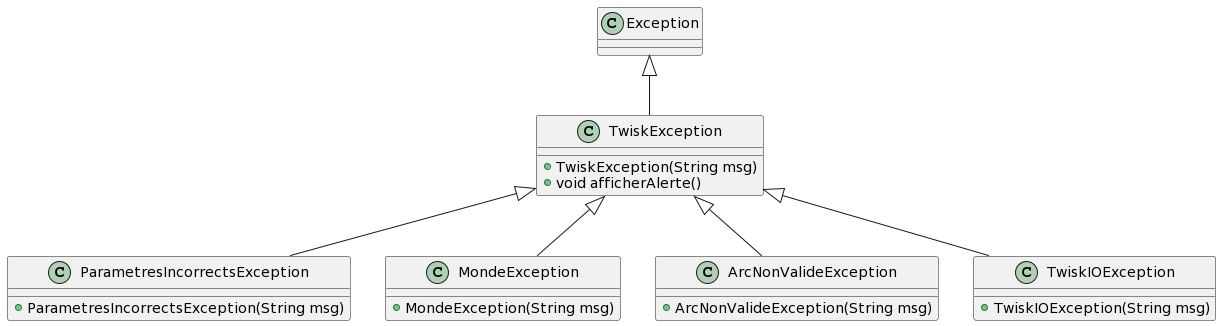 C Exception
C TwiskException
TwiskException(String msg)
void afficherAlerte()
C ParametresIncorrectsException
ParametresIncorrectsException(String msg)
C MondeException
MondeException(String msg)
C ArcNonValideException
ArcNonValideException(String msg)
C TwiskIOException
TwiskIOException(String msg)